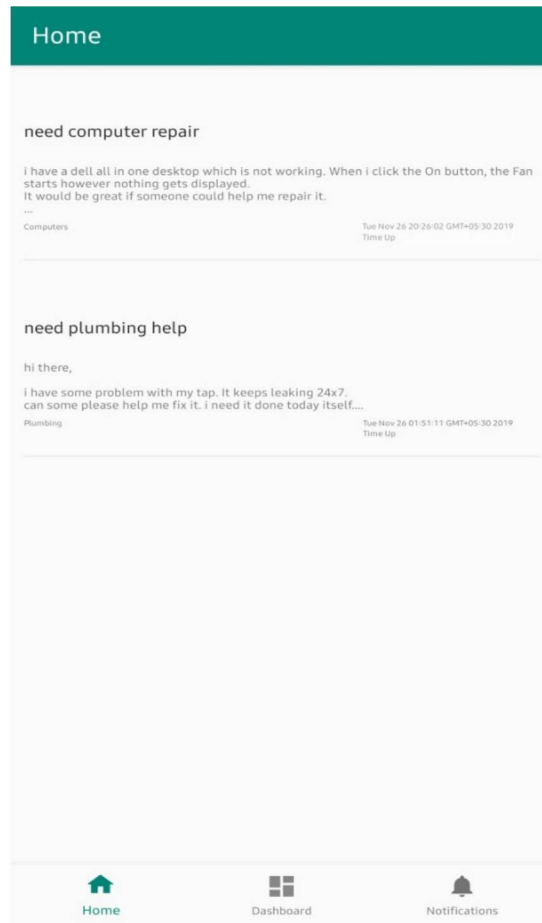 Home
need computer repair
i have a dell all in one desktop which is not working. When i click the On button, the Fan
starts however nothing gets displayed.
It would be great if someone could help me repair it.
...
Computers
Tue Nov 26 20:26:02 GMT+05:30 2019
Time Up
need plumbing help
hi there,
i have some problem with my tap. It keeps leaking 24x7.
can some please help me fix it. i need it done today itself....
Plumbing
Tue Nov 26 01:51:11 GMT+05:30 2019
Time Up
Home
Dashboard
Notifications